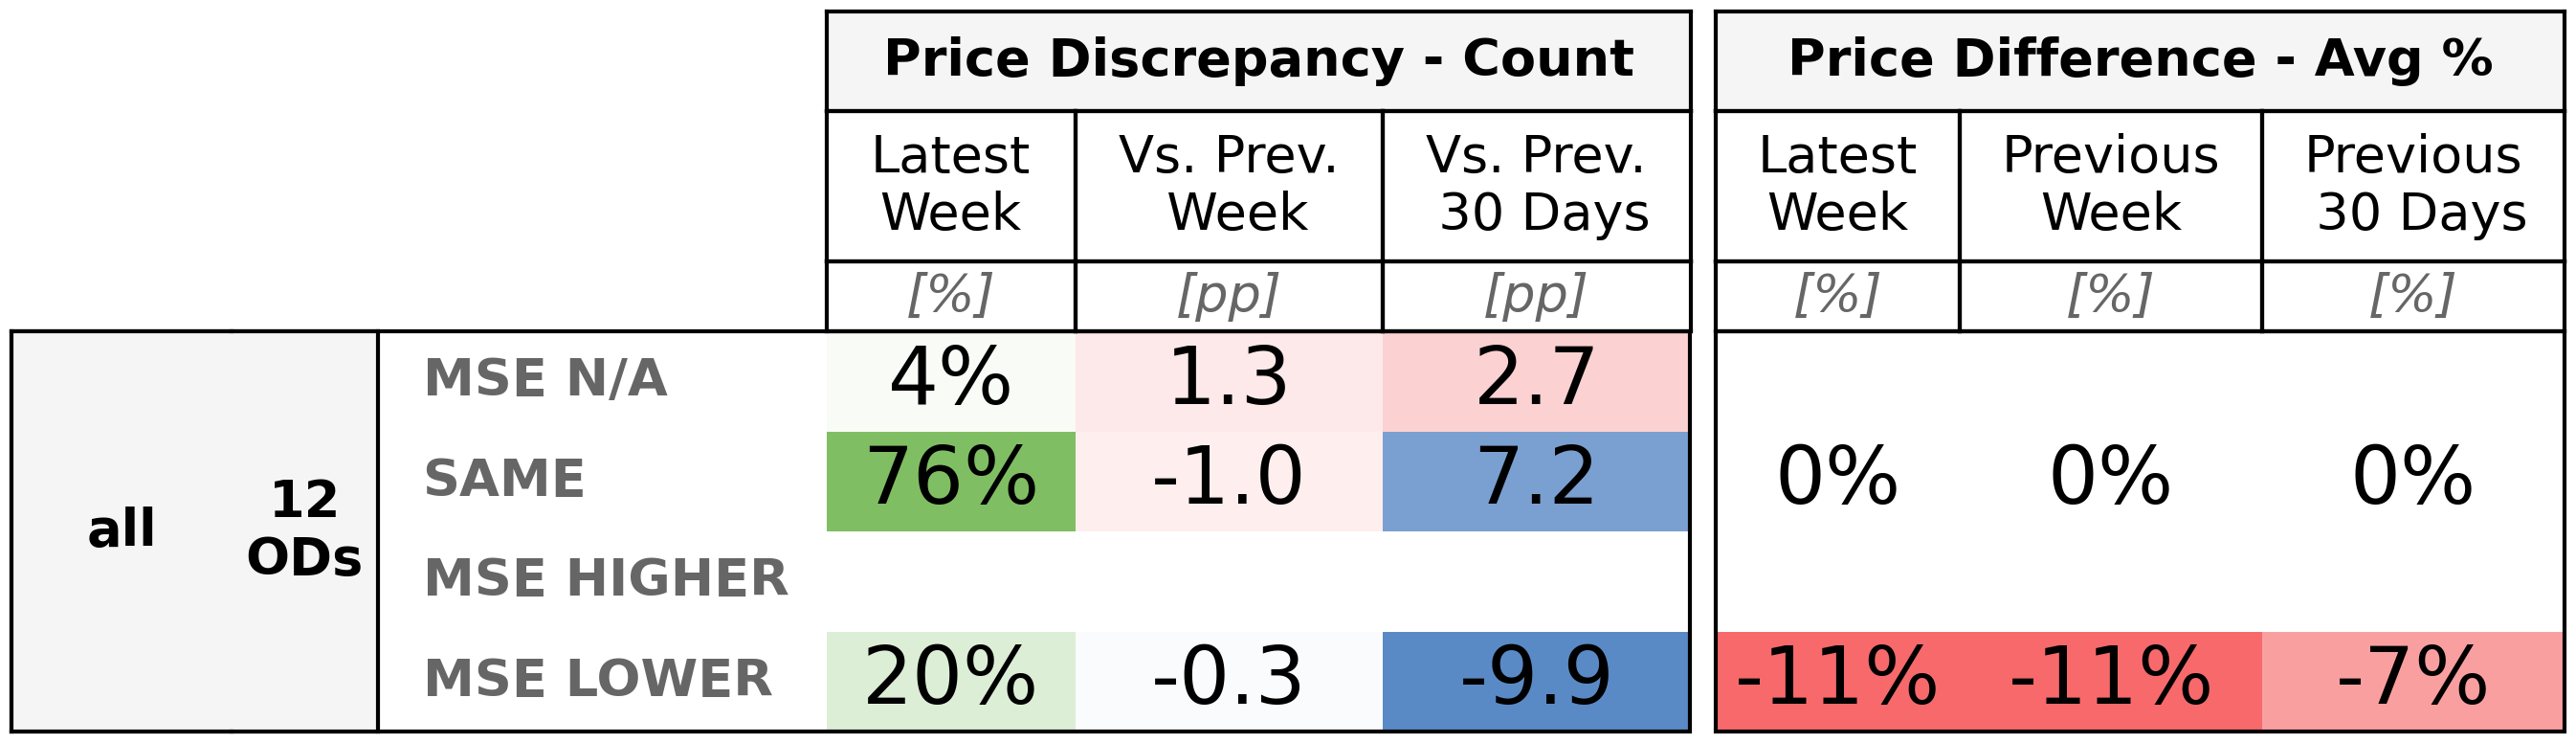 Price Discrepancy - Count Price Difference - Avg %
Latest Week Vs. Prev. Week Vs. Prev. 30 Days Latest Week Previous Week Previous 30 Days
[%] [pp] [pp] [%] [%] [%]
all 12 ODs
MSE N/A 4% 1.3 2.7
SAME 76% -1.0 7.2 0% 0% 0%
MSE HIGHER
MSE LOWER 20% -0.3 -9.9 -11% -11% -7%